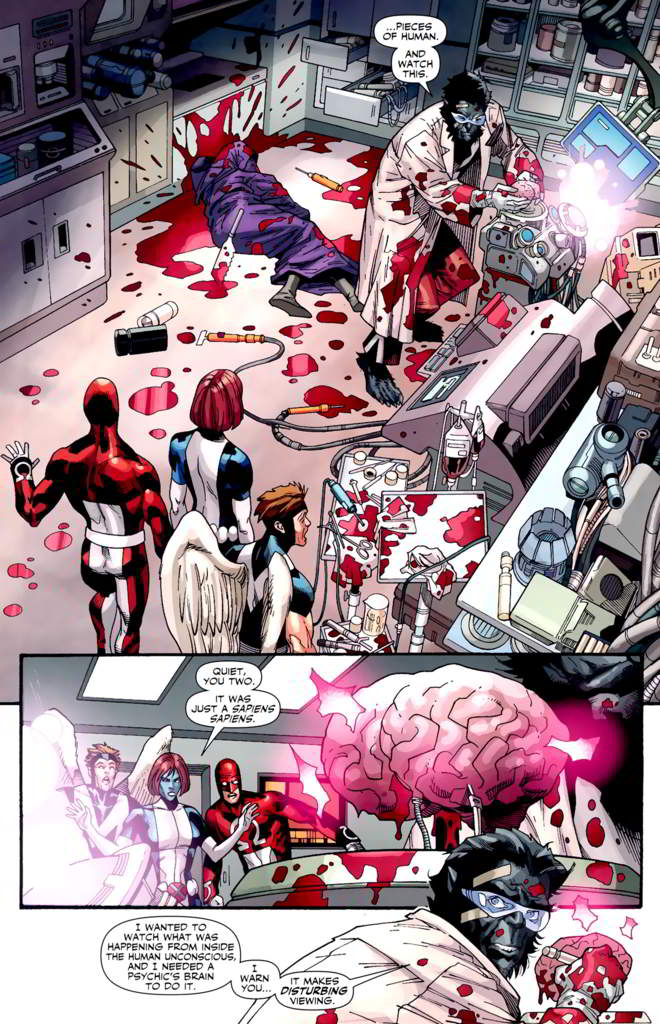 ...PIECES
OF HUMAN.
AND
WATCH
THIS.
QUIET,
YOU TWO.
IT WAS
JUST A SAPIENS
SAPIENS.
I WANTED TO
WATCH WHAT WAS
HAPPENING FROM INSIDE
THE HUMAN UNCONSCIOUS,
AND I NEEDED A
PSYCHIC'S BRAIN
TO DO IT.
I
WARN
YOU...
IT MAKES
DISTURBING
VIEWING.